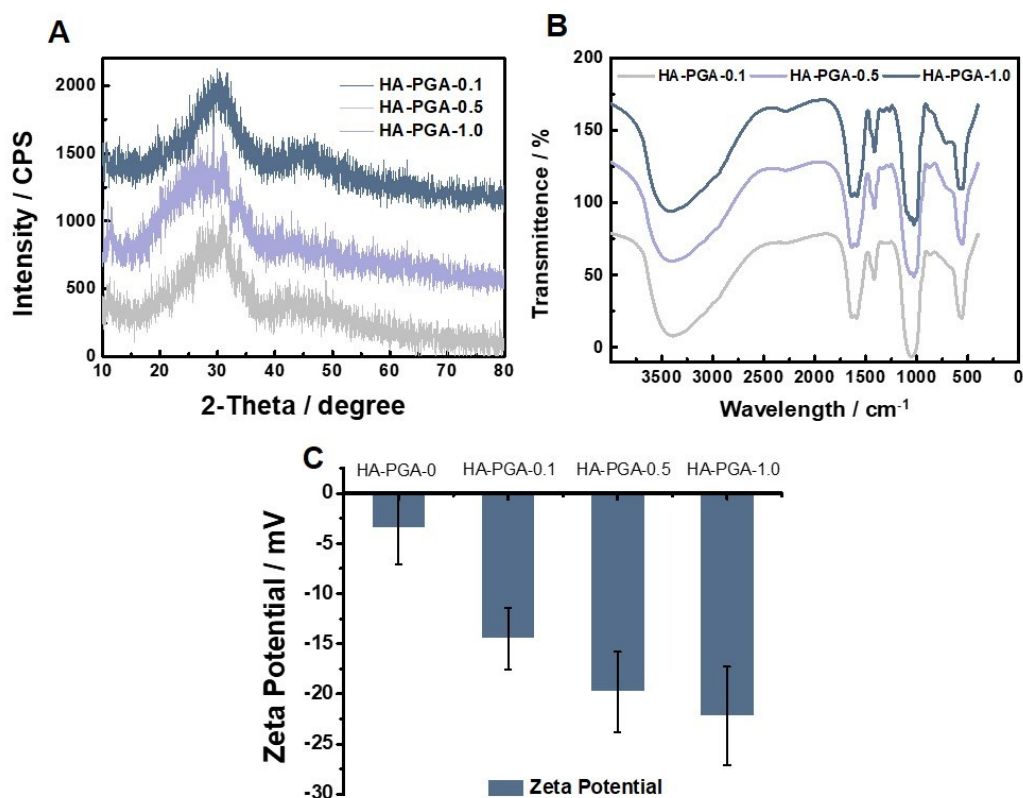 A
Intensity / CPS
2000
1500
1000
500
0
HA-PGA-0.1
HA-PGA-0.5
HA-PGA-1.0
10 20 30 40 50 60 70 80
2-Theta / degree
B
Transmittence / %
200
150
100
50
0
HA-PGA-0.1 HA-PGA-0.5 HA-PGA-1.0
3500 3000 2500 2000 1500 1000 500 0
Wavelength / cm⁻¹
C
HA-PGA-0 HA-PGA-0.1 HA-PGA-0.5 HA-PGA-1.0
Zeta Potential / mV
0
-5
-10
-15
-20
-25
-30
Zeta Potential